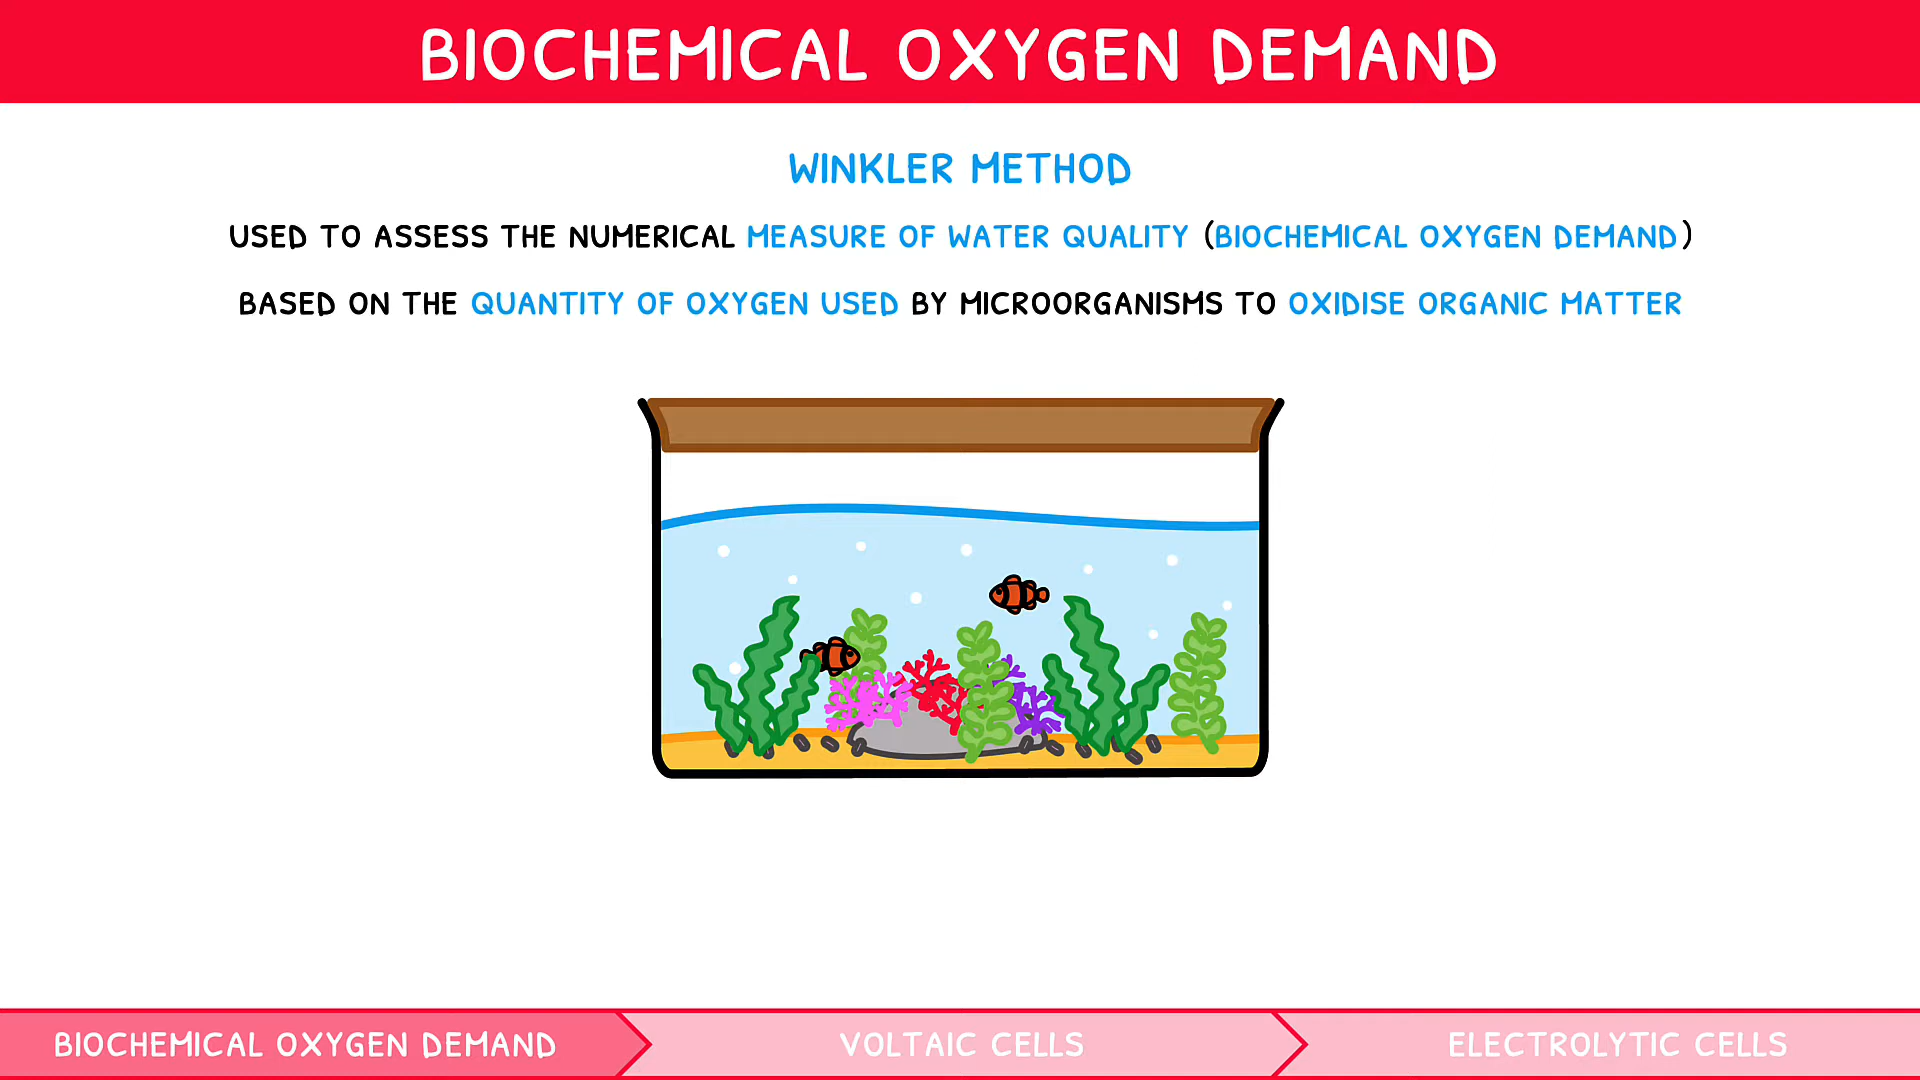 BIOCHEMICAL OXYGEN DEMAND
WINKLER METHOD
USED TO ASSESS THE NUMERICAL MEASURE OF WATER QUALITY (BIOCHEMICAL OXYGEN DEMAND)
BASED ON THE QUANTITY OF OXYGEN USED BY MICROORGANISMS TO OXIDISE ORGANIC MATTER
BIOCHEMICAL OXYGEN DEMAND
VOLTAIC CELLS
ELECTROLYTIC CELLS